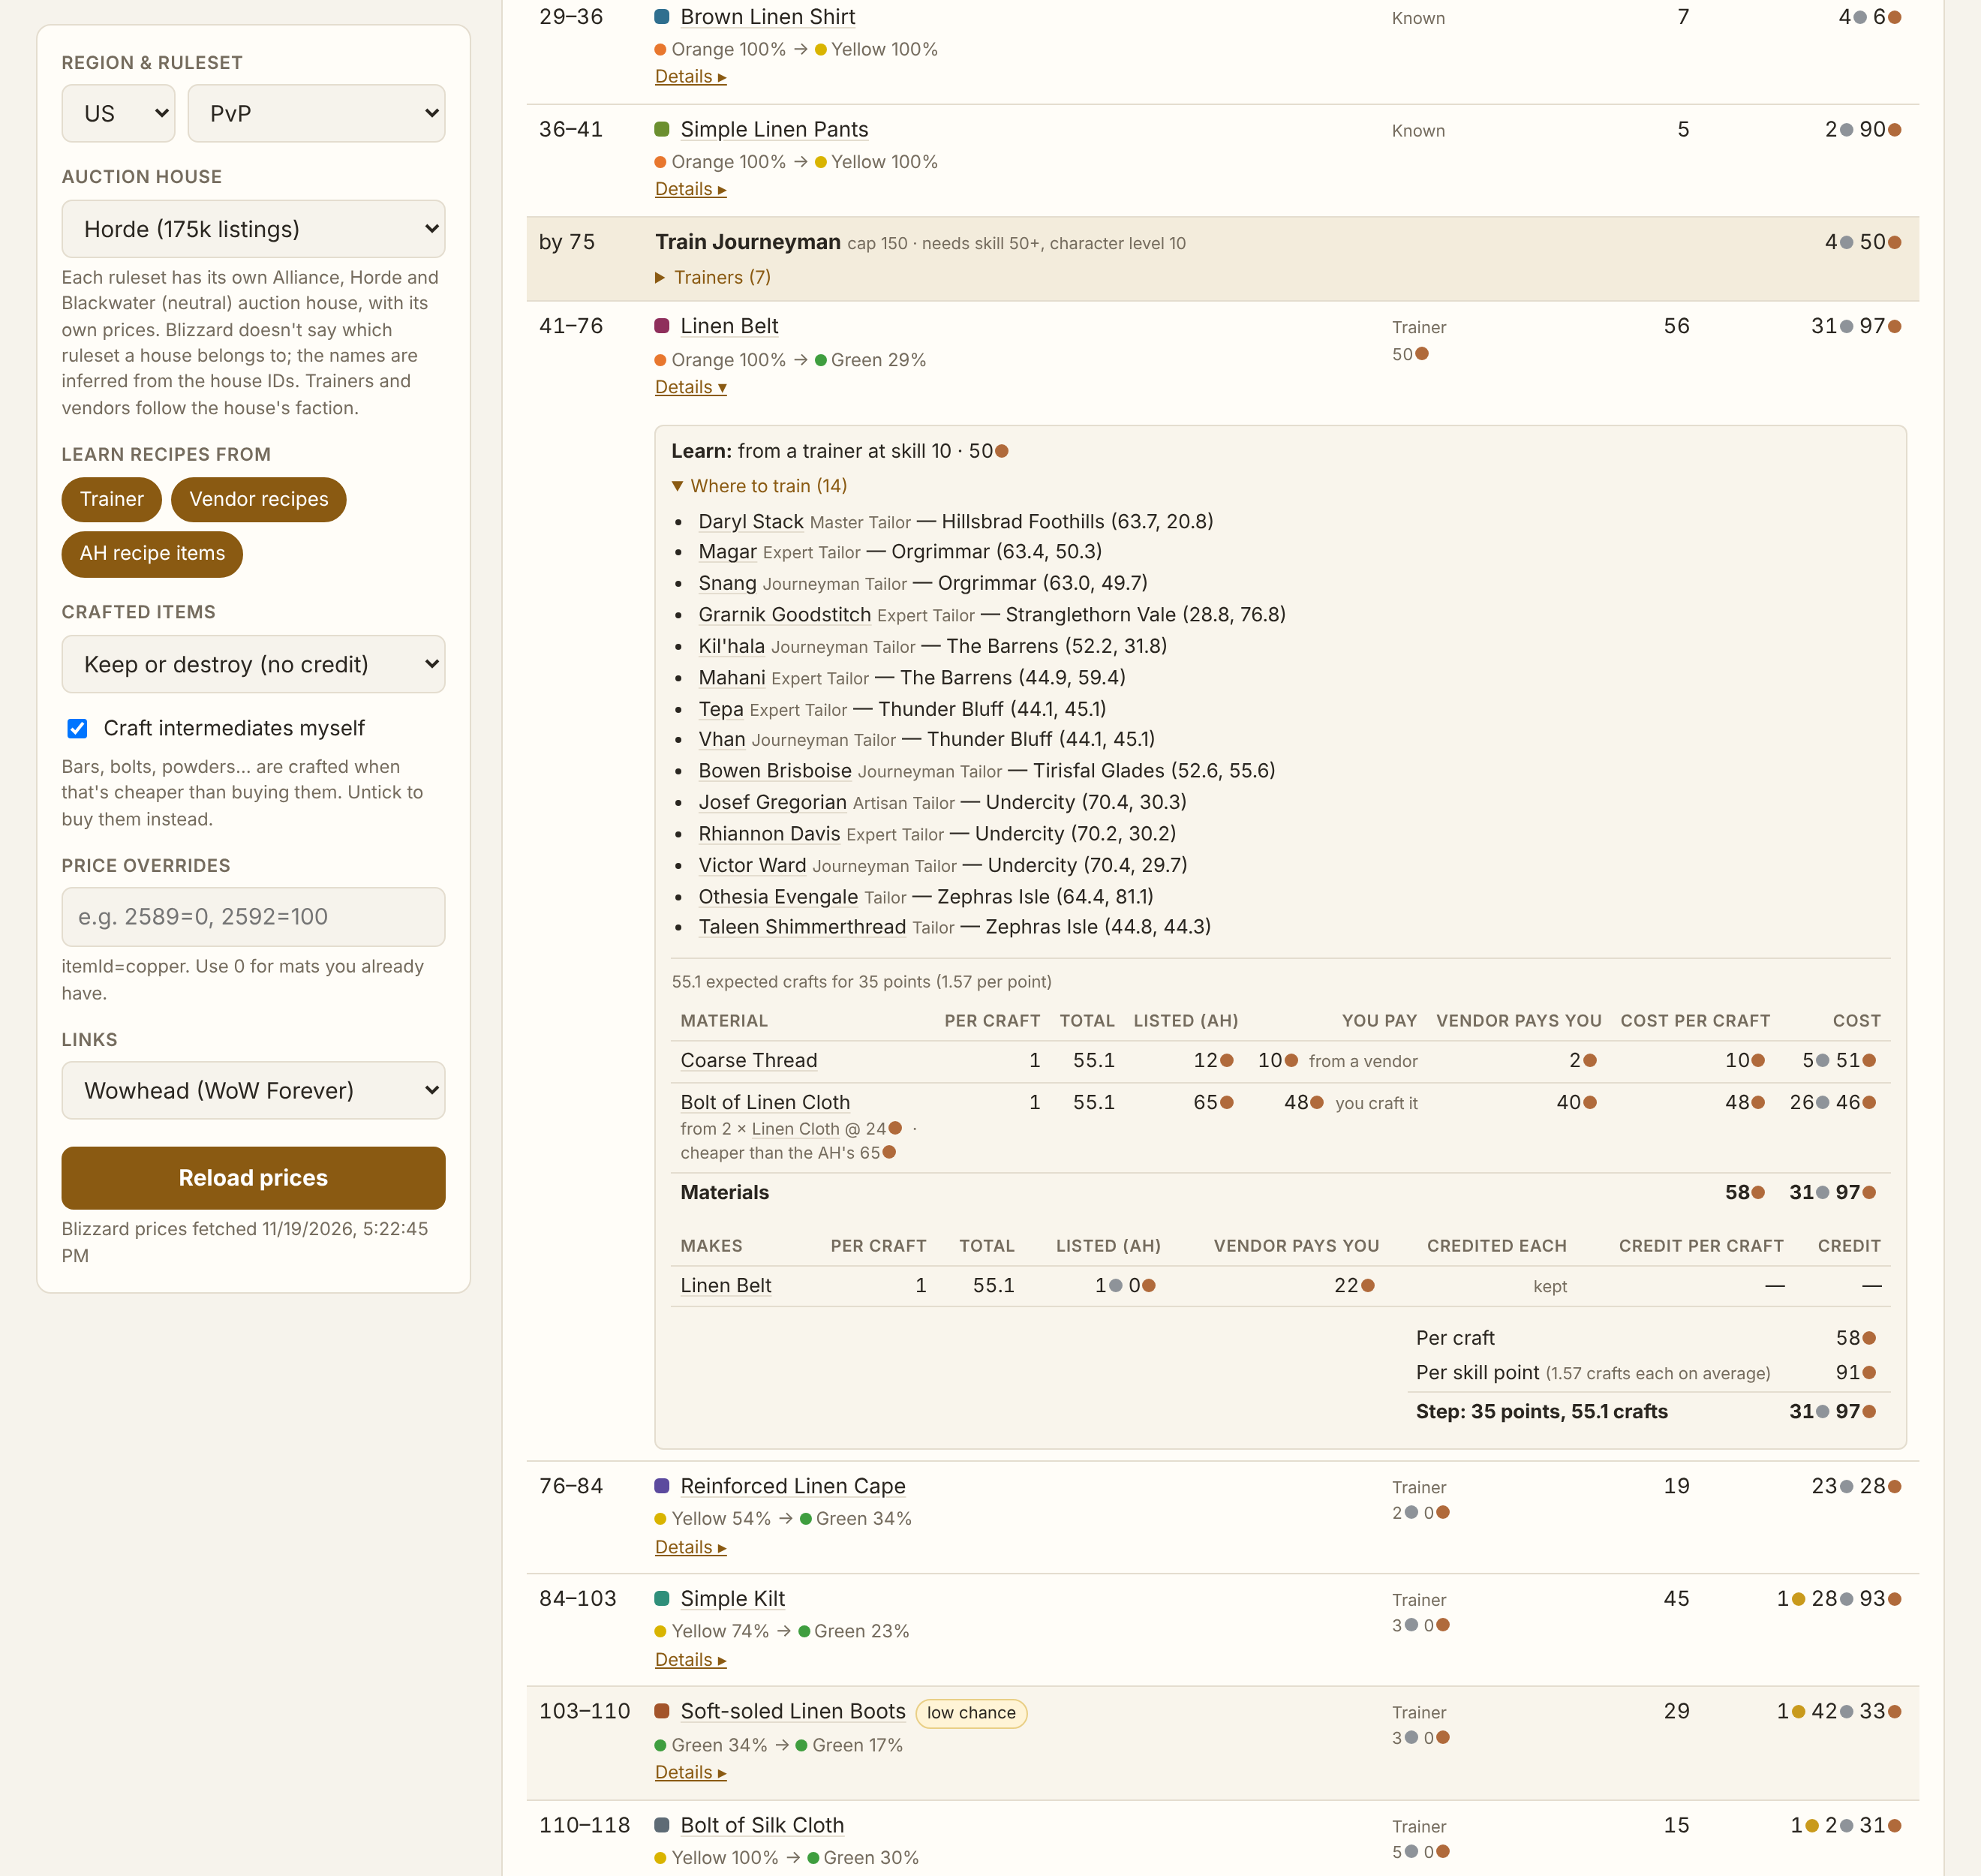 REGION & RULESET
US
PvP
AUCTION HOUSE
Horde (175k listings)
Each ruleset has its own Alliance, Horde and
Blackwater (neutral) auction house, with its
own prices. Blizzard doesn't say which
ruleset a house belongs to; the names are
inferred from the house IDs. Trainers and
vendors follow the house's faction.
LEARN RECIPES FROM
Trainer
Vendor recipes
AH recipe items
CRAFTED ITEMS
Keep or destroy (no credit)
Craft intermediates myself
Bars, bolts, powders... are crafted when
that's cheaper than buying them. Untick to
buy them instead.
PRICE OVERRIDES
e.g. 2589=0, 2592=100
itemId=copper. Use 0 for mats you already
have.
LINKS
Wowhead (WoW Forever)
Reload prices
Blizzard prices fetched 11/19/2026, 5:22:45
PM
29–36 Brown Linen Shirt Known 7 4 6
Orange 100% → Yellow 100%
Details ▸
36–41 Simple Linen Pants Known 5 2 90
Orange 100% → Yellow 100%
Details ▸
by 75 Train Journeyman cap 150 · needs skill 50+, character level 10 4 50
▶ Trainers (7)
41–76 Linen Belt Trainer 56 31 97
50
Orange 100% → Green 29%
Details ▾
Learn: from a trainer at skill 10 · 50
▼ Where to train (14)
• Daryl Stack Master Tailor — Hillsbrad Foothills (63.7, 20.8)
• Magar Expert Tailor — Orgrimmar (63.4, 50.3)
• Snang Journeyman Tailor — Orgrimmar (63.0, 49.7)
• Grarnik Goodstitch Expert Tailor — Stranglethorn Vale (28.8, 76.8)
• Kil'hala Journeyman Tailor — The Barrens (52.2, 31.8)
• Mahani Expert Tailor — The Barrens (44.9, 59.4)
• Tepa Expert Tailor — Thunder Bluff (44.1, 45.1)
• Vhan Journeyman Tailor — Thunder Bluff (44.1, 45.1)
• Bowen Brisboise Journeyman Tailor — Tirisfal Glades (52.6, 55.6)
• Josef Gregorian Artisan Tailor — Undercity (70.4, 30.3)
• Rhiannon Davis Expert Tailor — Undercity (70.2, 30.2)
• Victor Ward Journeyman Tailor — Undercity (70.4, 29.7)
• Othesia Evengale Tailor — Zephras Isle (64.4, 81.1)
• Taleen Shimmerthread Tailor — Zephras Isle (44.8, 44.3)
55.1 expected crafts for 35 points (1.57 per point)
MATERIAL PER CRAFT TOTAL LISTED (AH) YOU PAY VENDOR PAYS YOU COST PER CRAFT COST
Coarse Thread 1 55.1 12 10 from a vendor 2 10 5 51
Bolt of Linen Cloth 1 55.1 65 48 you craft it 40 48 26 46
from 2 × Linen Cloth @ 24 ·
cheaper than the AH's 65
Materials 58 31 97
MAKES PER CRAFT TOTAL LISTED (AH) VENDOR PAYS YOU CREDITED EACH CREDIT PER CRAFT CREDIT
Linen Belt 1 55.1 1 0 22 kept — —
Per craft 58
Per skill point (1.57 crafts each on average) 91
Step: 35 points, 55.1 crafts 31 97
76–84 Reinforced Linen Cape Trainer 19 23 28
2 0
Yellow 54% → Green 34%
Details ▸
84–103 Simple Kilt Trainer 45 1 28 93
3 0
Yellow 74% → Green 23%
Details ▸
103–110 Soft-soled Linen Boots low chance Trainer 29 1 42 33
3 0
Green 34% → Green 17%
Details ▸
110–118 Bolt of Silk Cloth Trainer 15 1 2 31
5 0
Yellow 100% → Green 30%